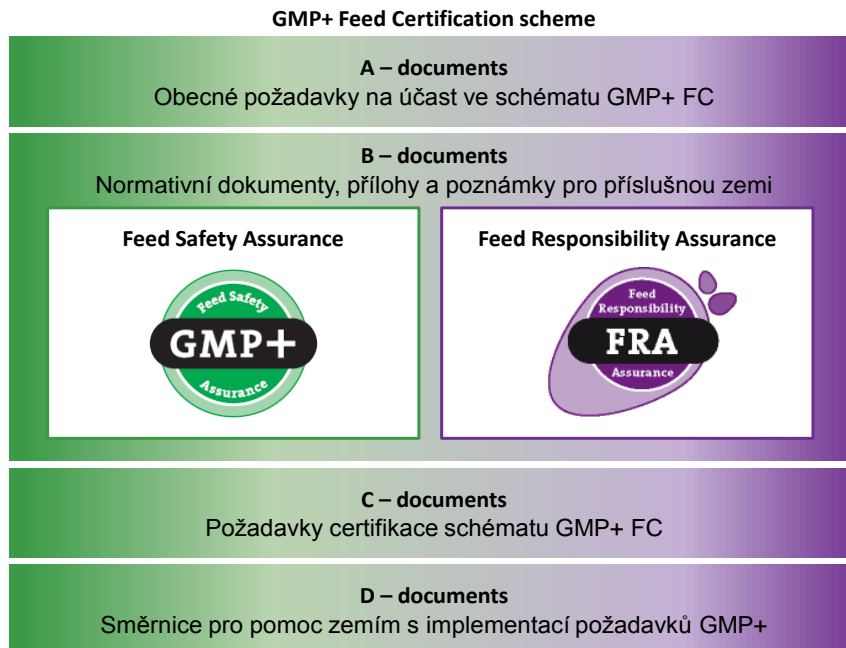 GMP+ Feed Certification scheme
A – documents
Obecné požadavky na účast ve schématu GMP+ FC
B – documents
Normativní dokumenty, přílohy a poznámky pro příslušnou zemi
Feed Safety Assurance
Feed Safety
GMP+
Assurance
Feed Responsibility Assurance
Feed
Responsibility
FRA
Assurance
C – documents
Požadavky certifikace schématu GMP+ FC
D – documents
Směrnice pro pomoc zemím s implementací požadavků GMP+